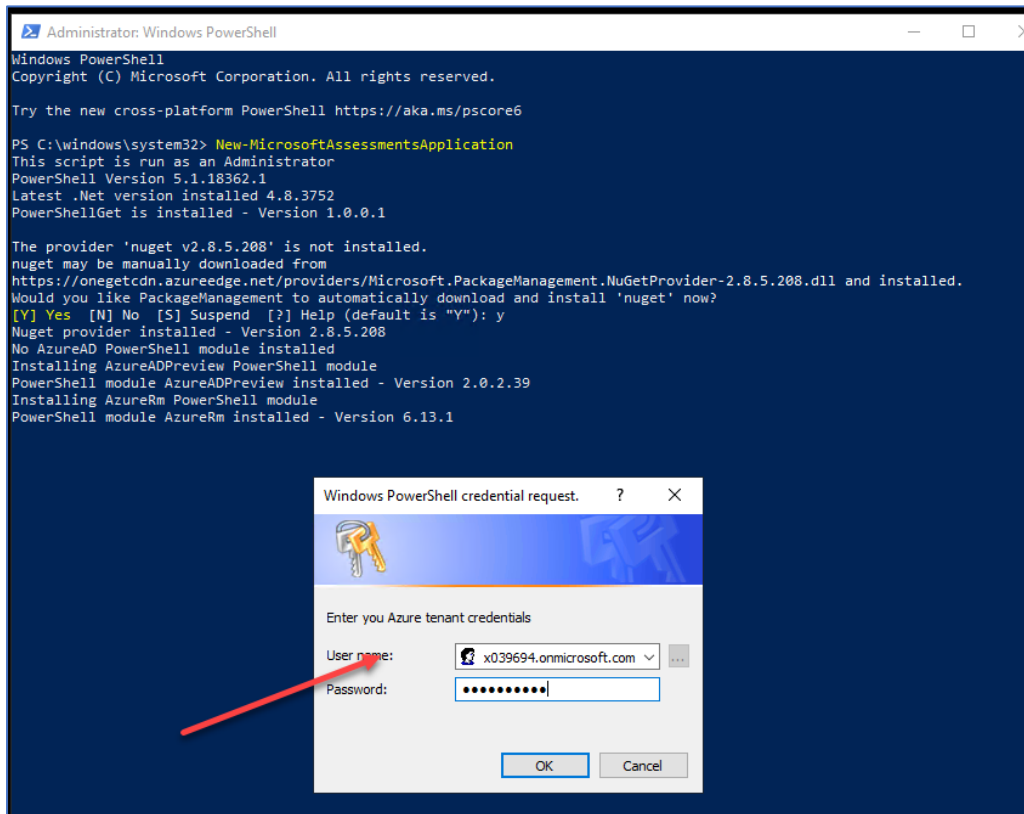 Administrator: Windows PowerShell
Windows PowerShell
Copyright (C) Microsoft Corporation. All rights reserved.
Try the new cross-platform PowerShell https://aka.ms/pscore6
PS C:\windows\system32> New-MicrosoftAssessmentsApplication
This script is run as an Administrator
PowerShell Version 5.1.18362.1
Latest .Net version installed 4.8.3752
PowerShellGet is installed - Version 1.0.0.1
The provider 'nuget v2.8.5.208' is not installed.
nuget may be manually downloaded from
https://onegetcdn.azureedge.net/providers/Microsoft.PackageManagement.NuGetProvider-2.8.5.208.dll and installed.
Would you like PackageManagement to automatically download and install 'nuget' now?
[Y] Yes  [N] No  [S] Suspend  [?] Help (default is "Y"): y
Nuget provider installed - Version 2.8.5.208
No AzureAD PowerShell module installed
Installing AzureADPreview PowerShell module
PowerShell module AzureADPreview installed - Version 2.0.2.39
Installing AzureRm PowerShell module
PowerShell module AzureRm installed - Version 6.13.1
Windows PowerShell credential request. ?
Enter you Azure tenant credentials
User name: x039694.onmicrosoft.com ...
Password: ••••••••••
OK Cancel